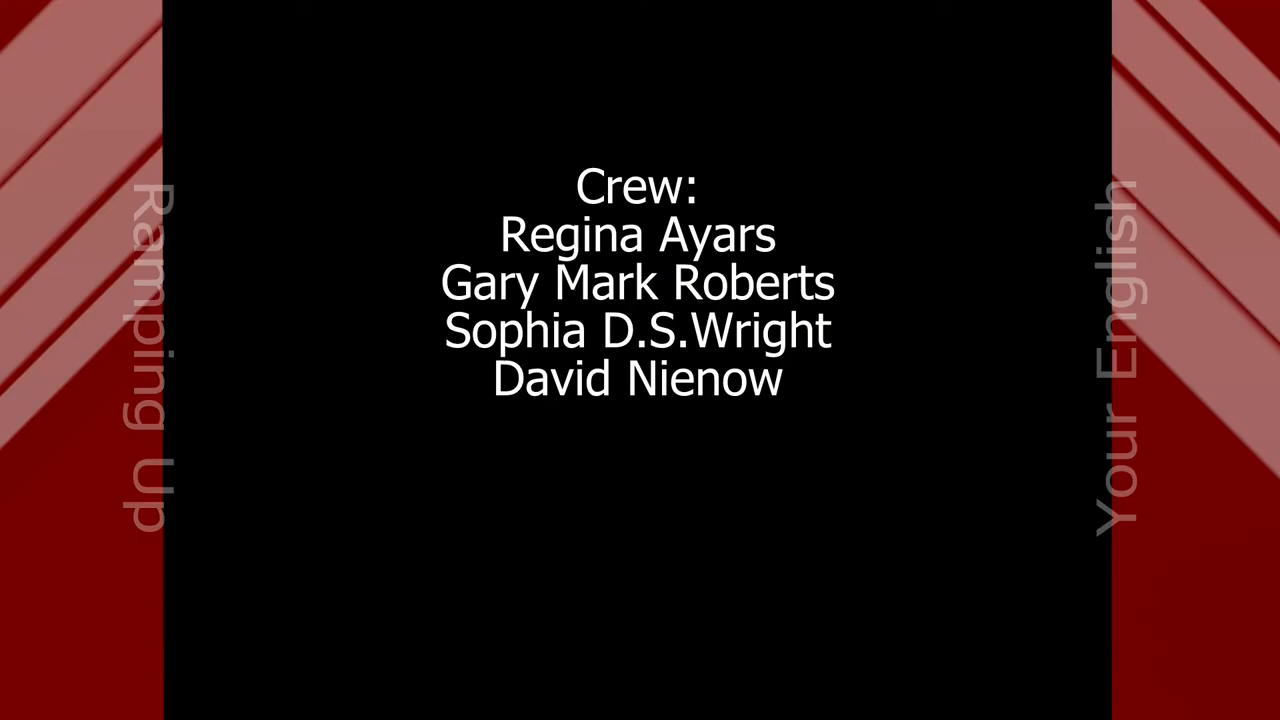 Crew:
Regina Ayars
Gary Mark Roberts
Sophia D.S.Wright
David Nienow
Ramping Up
Your English